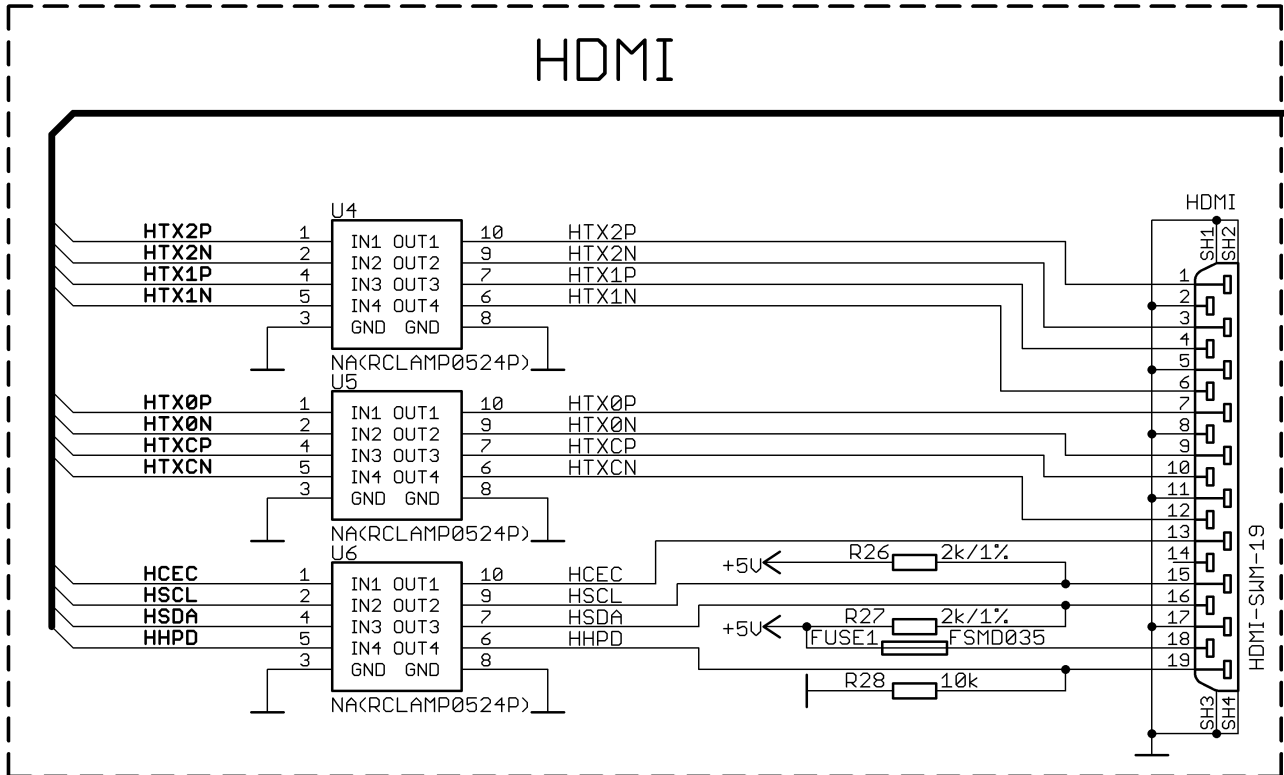 HDMI
HDMI
SH1 SH2
U4
HTX2P 1 IN1 OUT1 10 HTX2P
HTX2N 2 IN2 OUT2 9 HTX2N
HTX1P 4 IN3 OUT3 7 HTX1P
HTX1N 5 IN4 OUT4 6 HTX1N
3 GND GND 8
NA(RCLAMP0524P)
U5
HTX0P 1 IN1 OUT1 10 HTX0P
HTX0N 2 IN2 OUT2 9 HTX0N
HTXCP 4 IN3 OUT3 7 HTXCP
HTXCN 5 IN4 OUT4 6 HTXCN
3 GND GND 8
NA(RCLAMP0524P)
U6
HCEC 1 IN1 OUT1 10 HCEC
HSCL 2 IN2 OUT2 9 HSCL
HSDA 4 IN3 OUT3 7 HSDA
HHPD 5 IN4 OUT4 6 HHPD
3 GND GND 8
NA(RCLAMP0524P)
+5V R26 2k/1%
+5V R27 2k/1%
FUSE1 FSMD035
R28 10k
1
2
3
4
5
6
7
8
9
10
11
12
13
14
15
16
17
18
19
HDMI-SWM-19
SH3 SH4